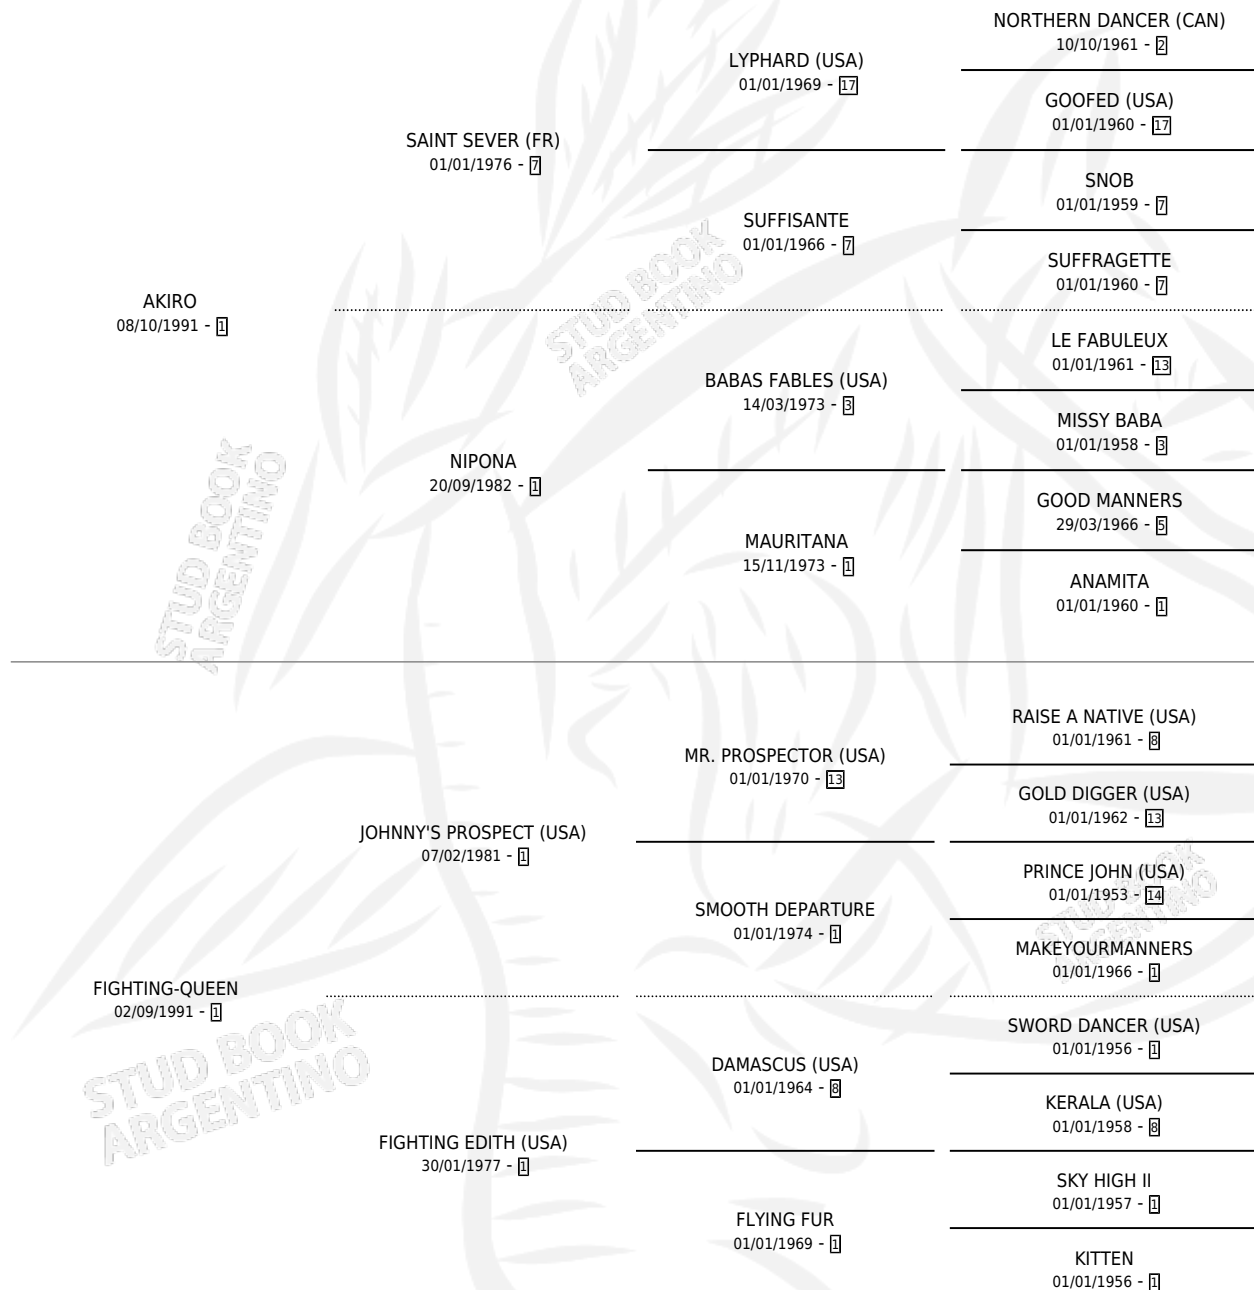 NORTHERN DANCER (CAN)
10/10/1961 - 2
LYPHARD (USA)
01/01/1969 - 17
GOOFED (USA)
01/01/1960 - 17
SAINT SEVER (FR)
01/01/1976 - 7
SNOB
01/01/1959 - 7
SUFFISANTE
01/01/1966 - 7
SUFFRAGETTE
01/01/1960 - 7
STUD BOOK
ARGENTINO
AKIRO
08/10/1991 - 1
LE FABULEUX
01/01/1961 - 13
BABAS FABLES (USA)
14/03/1973 - 3
MISSY BABA
01/01/1958 - 3
NIPONA
20/09/1982 - 1
GOOD MANNERS
29/03/1966 - 5
MAURITANA
15/11/1973 - 1
ANAMITA
01/01/1960 - 1
STUD BOOK
ARGENTINO
RAISE A NATIVE (USA)
01/01/1961 - 8
MR. PROSPECTOR (USA)
01/01/1970 - 13
GOLD DIGGER (USA)
01/01/1962 - 13
JOHNNY'S PROSPECT (USA)
07/02/1981 - 1
PRINCE JOHN (USA)
01/01/1953 - 14
STUD BOOK
ARGENTINO
SMOOTH DEPARTURE
01/01/1974 - 1
MAKEYOURMANNERS
01/01/1966 - 1
FIGHTING-QUEEN
02/09/1991 - 1
STUD BOOK
ARGENTINO
SWORD DANCER (USA)
01/01/1956 - 1
DAMASCUS (USA)
01/01/1964 - 8
KERALA (USA)
01/01/1958 - 8
FIGHTING EDITH (USA)
30/01/1977 - 1
SKY HIGH II
01/01/1957 - 1
FLYING FUR
01/01/1969 - 1
KITTEN
01/01/1956 - 1